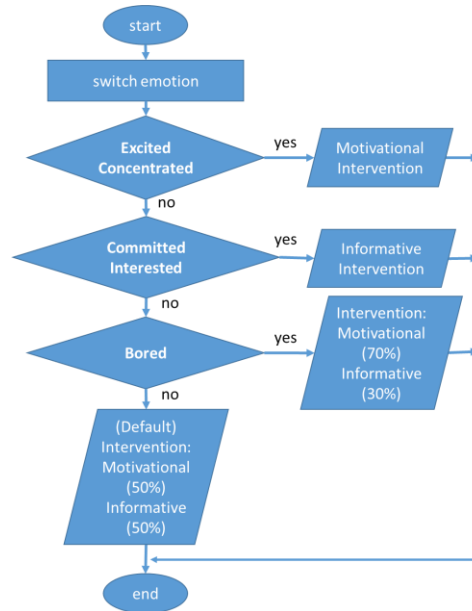 start
switch emotion
Excited
Concentrated
yes
Motivational
Intervention
no
Committed
Interested
yes
Informative
Intervention
no
Bored
yes
Intervention:
Motivational
(70%)
Informative
(30%)
no
(Default)
Intervention:
Motivational
(50%)
Informative
(50%)
end